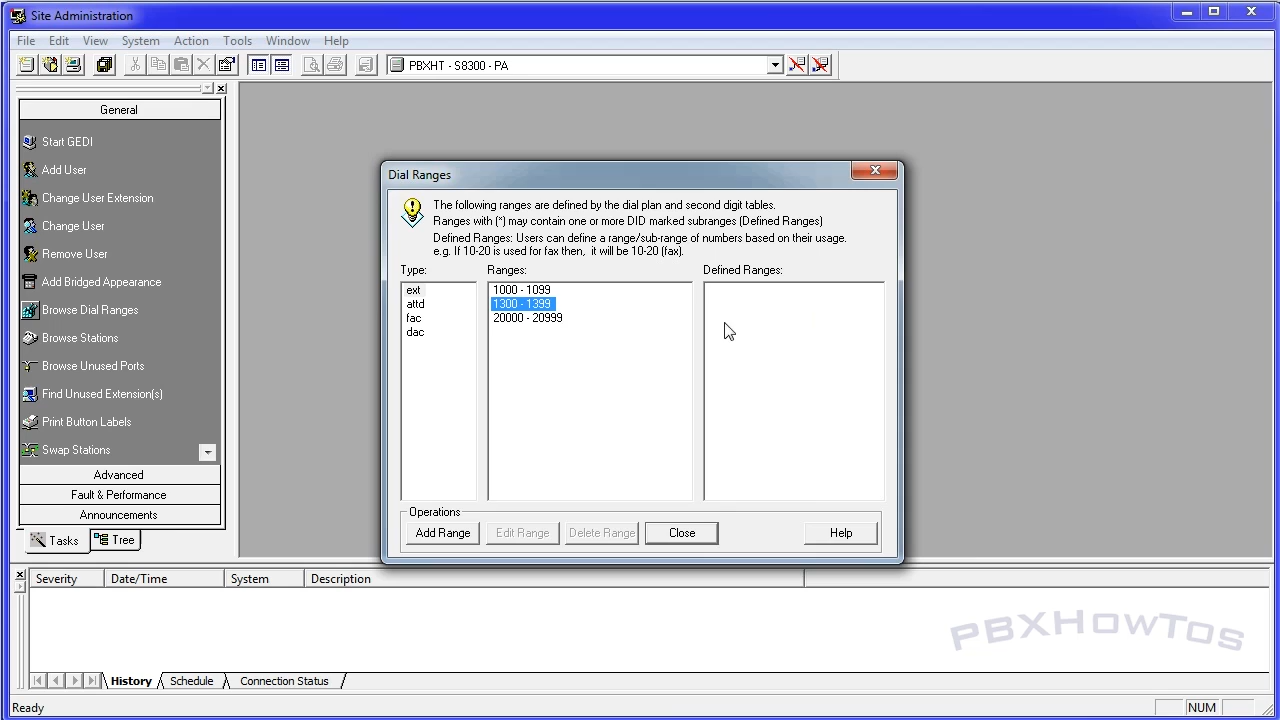 Site Administration
File Edit View System Action Tools Window Help
PBXHT - S8300 - PA
General
Start GEDI
Add User
Change User Extension
Change User
Remove User
Add Bridged Appearance
Browse Dial Ranges
Browse Stations
Browse Unused Ports
Find Unused Extension(s)
Print Button Labels
Swap Stations
Advanced
Fault & Performance
Announcements
Tasks Tree
Dial Ranges
The following ranges are defined by the dial plan and second digit tables.
Ranges with (*) may contain one or more DID marked subranges (Defined Ranges)
Defined Ranges: Users can define a range/sub-range of numbers based on their usage.
e.g. If 10-20 is used for fax then, it will be 10-20 (fax).
Type: Ranges: Defined Ranges:
ext 1000 - 1099
attd 1300 - 1399
fac 20000 - 20999
dac
Operations
Add Range Edit Range Delete Range Close Help
Severity Date/Time System Description
PBXHowTos
History Schedule Connection Status
Ready NUM